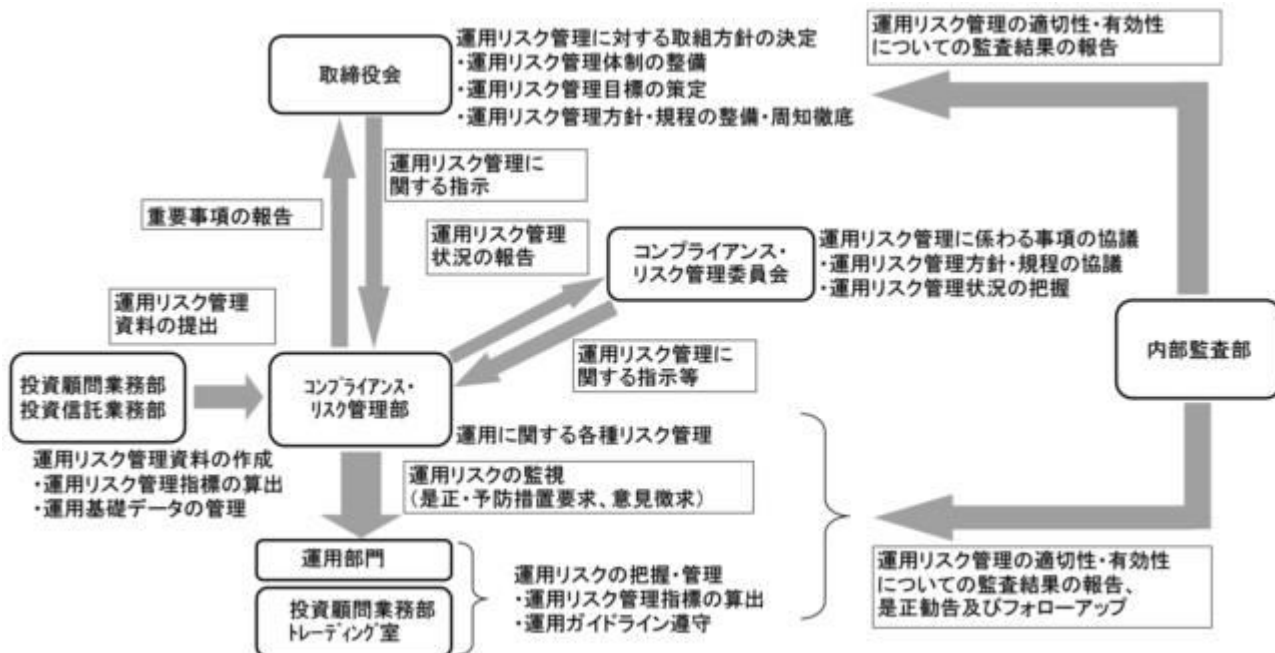 取締役会
運用リスク管理に対する取組方針の決定
・運用リスク管理体制の整備
・運用リスク管理目標の策定
・運用リスク管理方針・規程の整備・周知徹底
運用リスク管理の適切性・有効性
についての監査結果の報告
運用リスク管理に
関する指示
重要事項の報告
運用リスク管理
状況の報告
コンプライアンス・
リスク管理委員会
運用リスク管理に係わる事項の協議
・運用リスク管理方針・規程の協議
・運用リスク管理状況の把握
運用リスク管理
資料の提出
内部監査部
運用リスク管理に
関する指示等
投資顧問業務部
投資信託業務部
コンプライアンス・
リスク管理部
運用に関する各種リスク管理
運用リスク管理資料の作成
・運用リスク管理指標の算出
・運用基礎データの管理
運用リスクの監視
(是正・予防措置要求、意見徴求)
運用部門
投資顧問業務部
トレーディング室
運用リスクの把握・管理
・運用リスク管理指標の算出
・運用ガイドライン遵守
運用リスク管理の適切性・有効性
についての監査結果の報告、
是正勧告及びフォローアップ